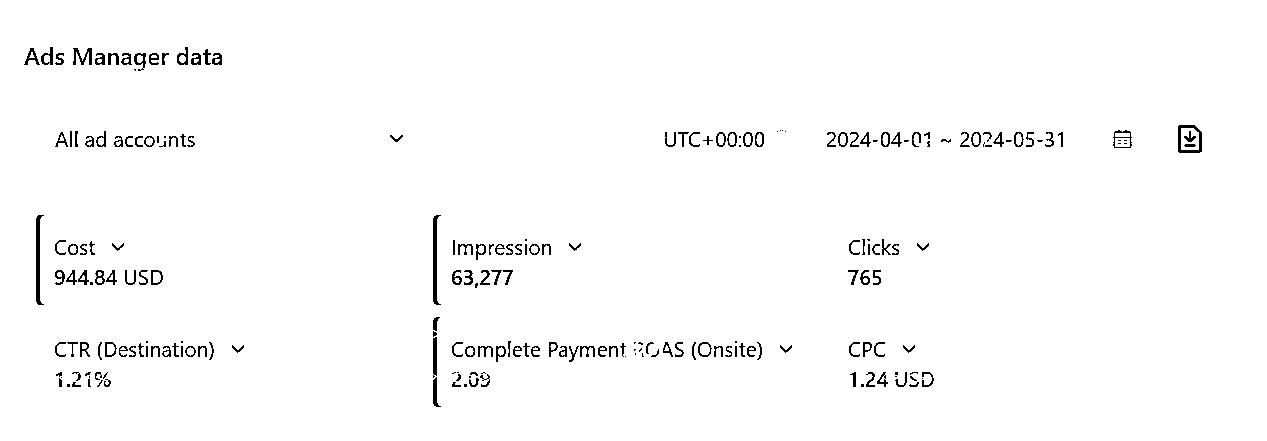 Ads Manager data
All ad accounts
UTC+00:00
2024-04-01 ~ 2024-05-31
Cost
944.84 USD
Impression
63,277
Clicks
765
CTR (Destination)
1.21%
Complete Payment ROAS (Onsite)
2.09
CPC
1.24 USD